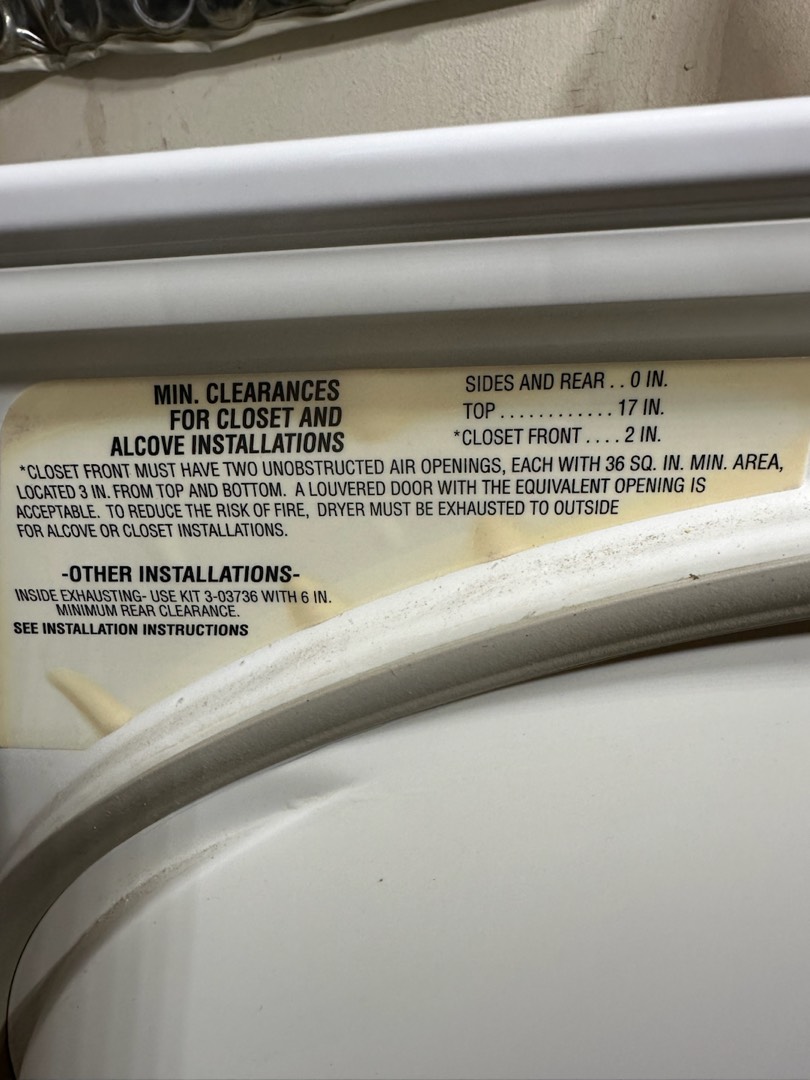 MIN. CLEARANCES
FOR CLOSET AND
ALCOVE INSTALLATIONS
SIDES AND REAR . . 0 IN.
TOP . . . . . . . . . . . . 17 IN.
*CLOSET FRONT . . . . 2 IN.
*CLOSET FRONT MUST HAVE TWO UNOBSTRUCTED AIR OPENINGS, EACH WITH 36 SQ. IN. MIN. AREA,
LOCATED 3 IN. FROM TOP AND BOTTOM. A LOUVERED DOOR WITH THE EQUIVALENT OPENING IS
ACCEPTABLE. TO REDUCE THE RISK OF FIRE, DRYER MUST BE EXHAUSTED TO OUTSIDE
FOR ALCOVE OR CLOSET INSTALLATIONS.
-OTHER INSTALLATIONS-
INSIDE EXHAUSTING- USE KIT 3-03736 WITH 6 IN.
MINIMUM REAR CLEARANCE.
SEE INSTALLATION INSTRUCTIONS